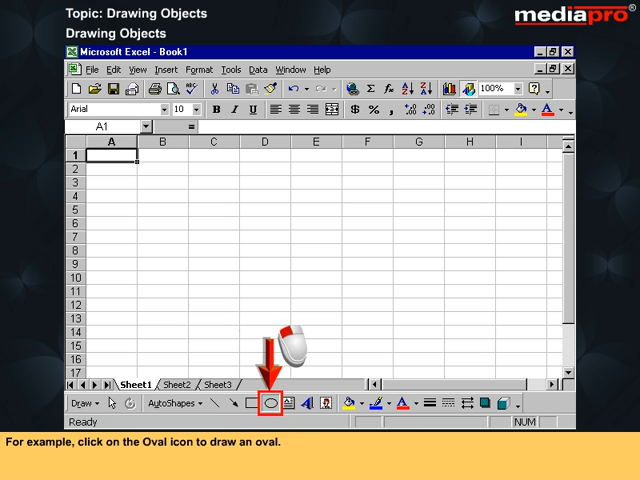 Topic: Drawing Objects
mediapro®
Drawing Objects
Microsoft Excel - Book1
File Edit View Insert Format Tools Data Window Help
Σ fx A Z Z A 100% ?
Arial 10 B I U $ % , A
A1 =
A B C D E F G H I
1
2
3
4
5
6
7
8
9
10
11
12
13
14
15
16
17
Sheet1 Sheet2 Sheet3
Draw AutoShapes A A
Ready NUM
For example, click on the Oval icon to draw an oval.